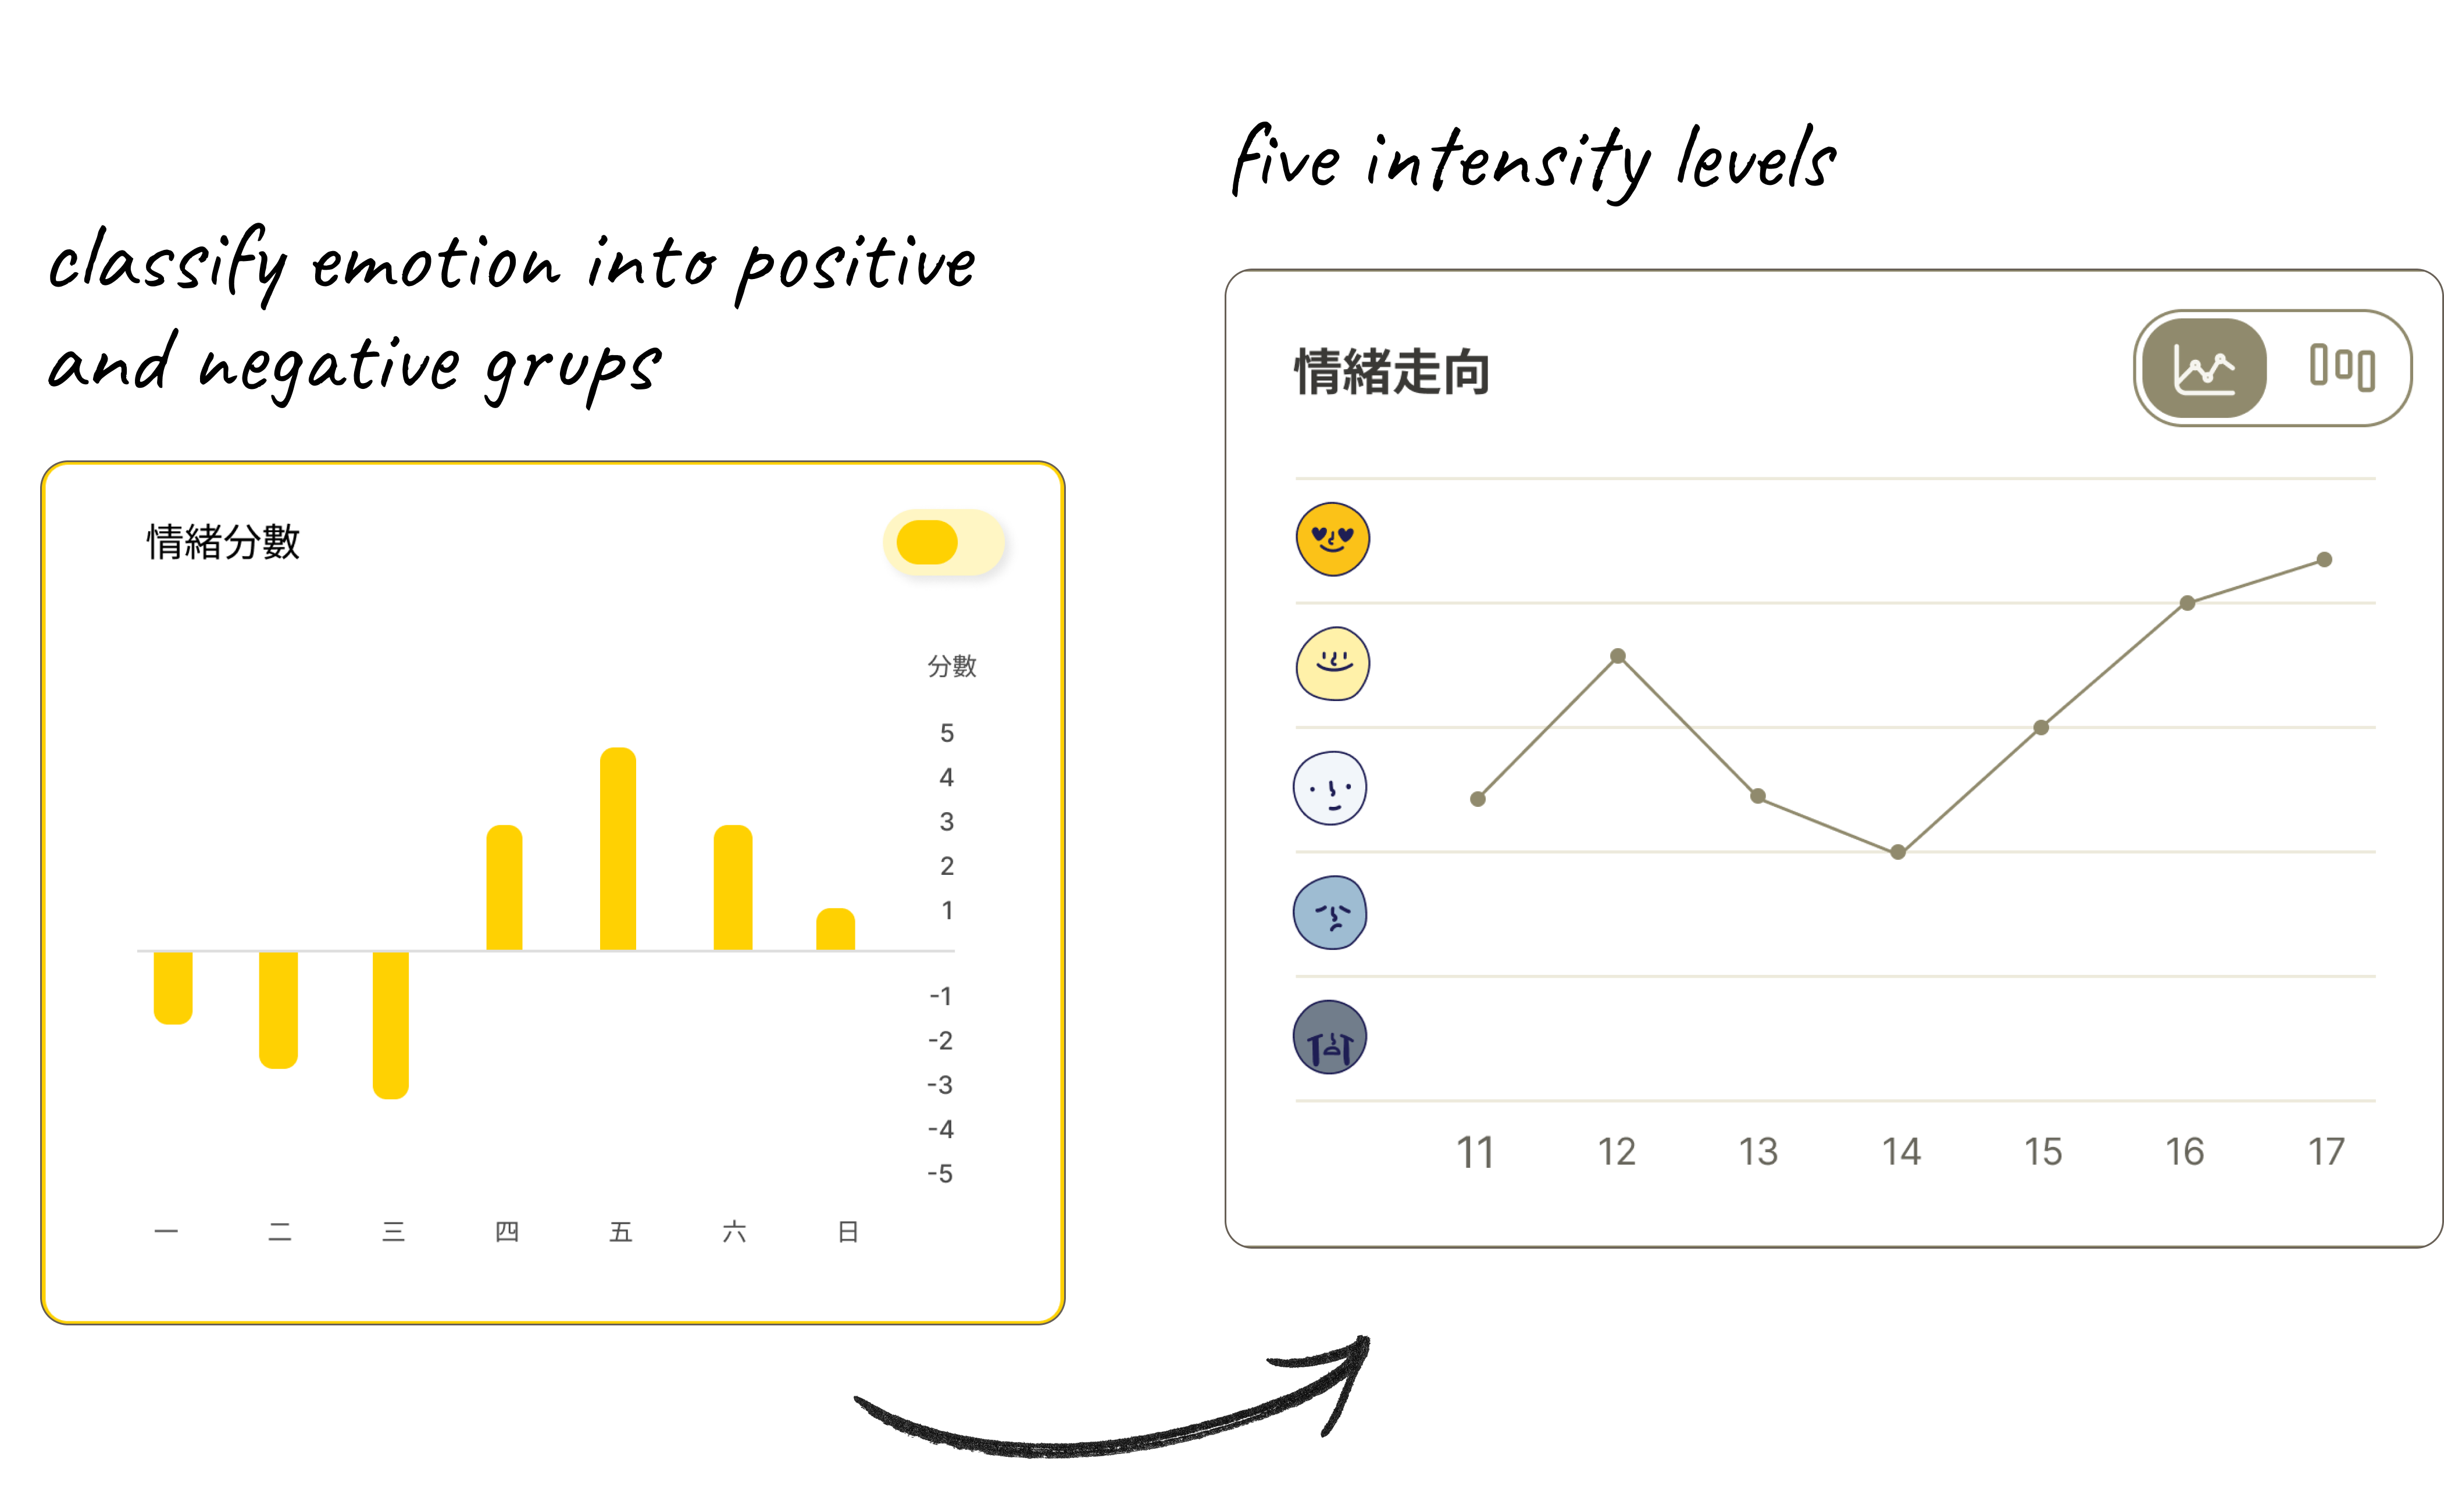 five intensity levels
classify emotion into positive
and negative grups
情緒分數
分數
5
4
3
2
1
-1
-2
-3
-4
-5
一 二 三 四 五 六 日
情緒走向
11 12 13 14 15 16 17